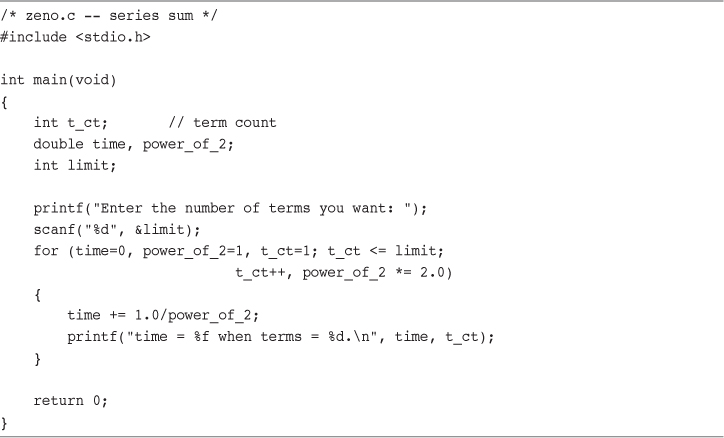 /* zeno.c -- series sum */
#include <stdio.h>

int main(void)
{
    int t_ct;       // term count
    double time, power_of_2;
    int limit;

    printf("Enter the number of terms you want: ");
    scanf("%d", &limit);
    for (time=0, power_of_2=1, t_ct=1; t_ct <= limit;
                            t_ct++, power_of_2 *= 2.0)
    {
        time += 1.0/power_of_2;
        printf("time = %f when terms = %d.\n", time, t_ct);
    }

    return 0;
}